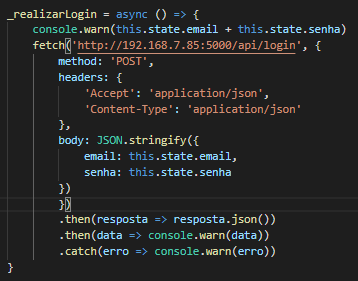 _realizarLogin = async () => {
console.warn(this.state.email + this.state.senha)
fetch('http://192.168.7.85:5000/api/login', {
method: 'POST',
headers: {
'Accept': 'application/json',
'Content-Type': 'application/json'
},
body: JSON.stringify({
email: this.state.email,
senha: this.state.senha
})
})
.then(resposta => resposta.json())
.then(data => console.warn(data))
.catch(erro => console.warn(erro))
}